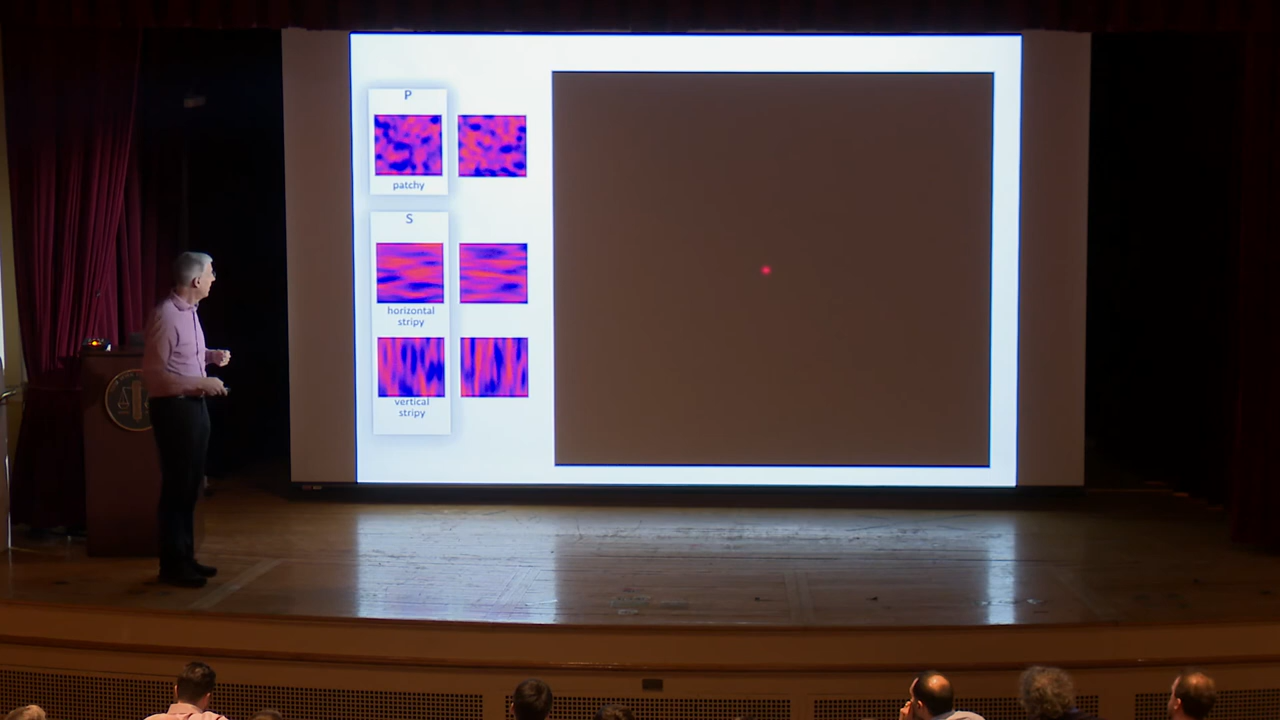 P
patchy
S
horizontal
stripy
vertical
stripy